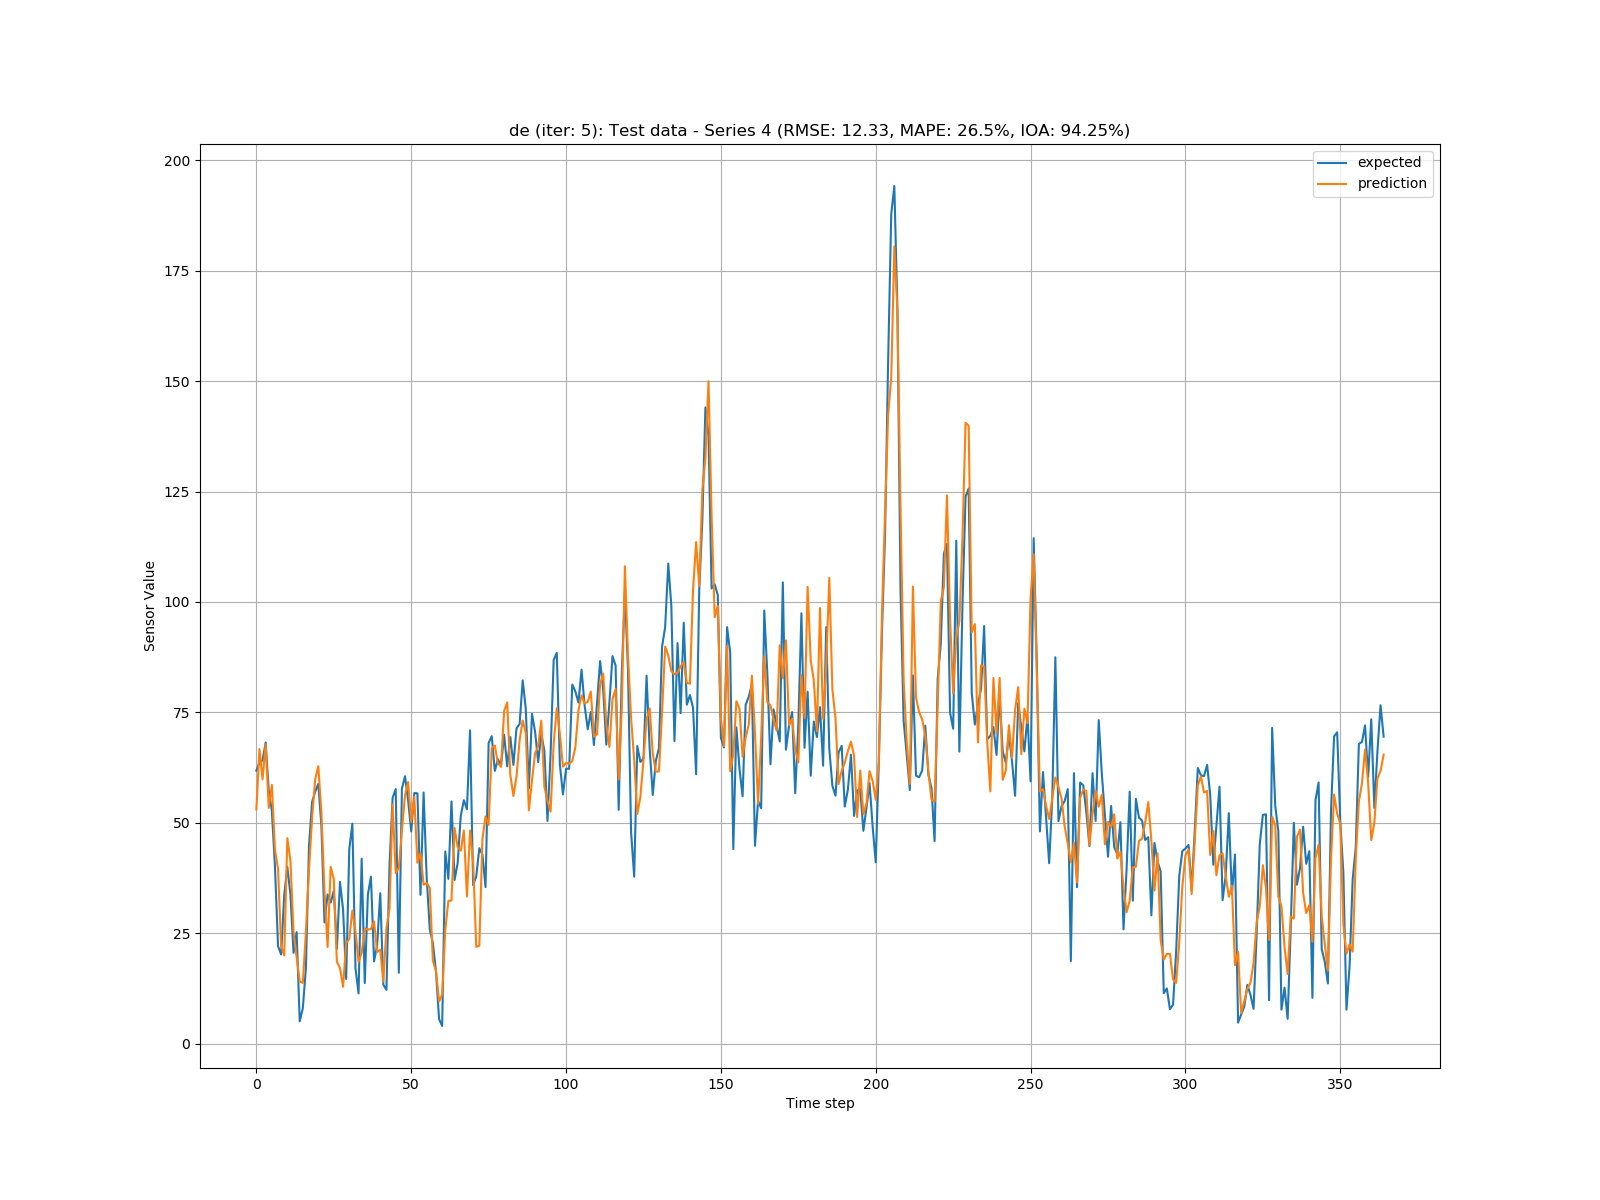 de (iter: 5): Test data - Series 4 (RMSE: 12.33, MAPE: 26.5%, IOA: 94.25%)
expected
prediction
200
175
150
125
100
75
50
25
0
Sensor Value
0 50 100 150 200 250 300 350
Time step